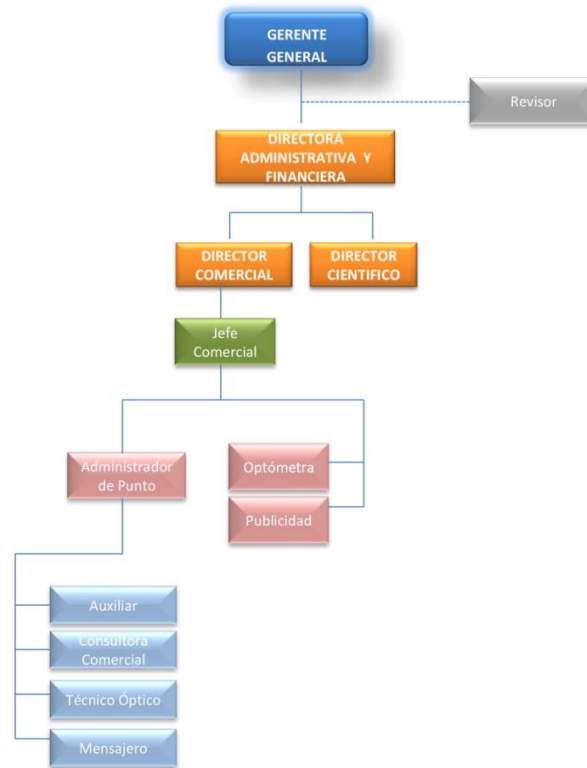 GERENTE
GENERAL
Revisor
DIRECTORA
ADMINISTRATIVA Y
FINANCIERA
DIRECTOR
COMERCIAL
DIRECTOR
CIENTIFICO
Jefe
Comercial
Administrador
de Punto
Optómetra
Publicidad
Auxiliar
Consultora
Comercial
Técnico Óptico
Mensajero